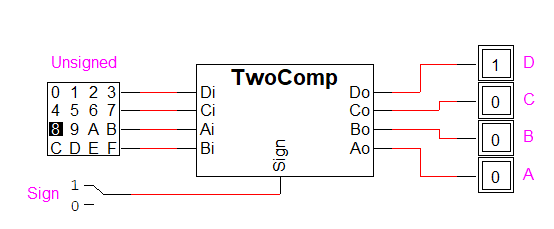 Unsigned
0 1 2 3
4 5 6 7
8 9 A B
C D E F
Sign
1
0
TwoComp
Di
Ci
Ai
Bi
Do
Co
Bo
Ao
Sign
1 D
0 C
0 B
0 A